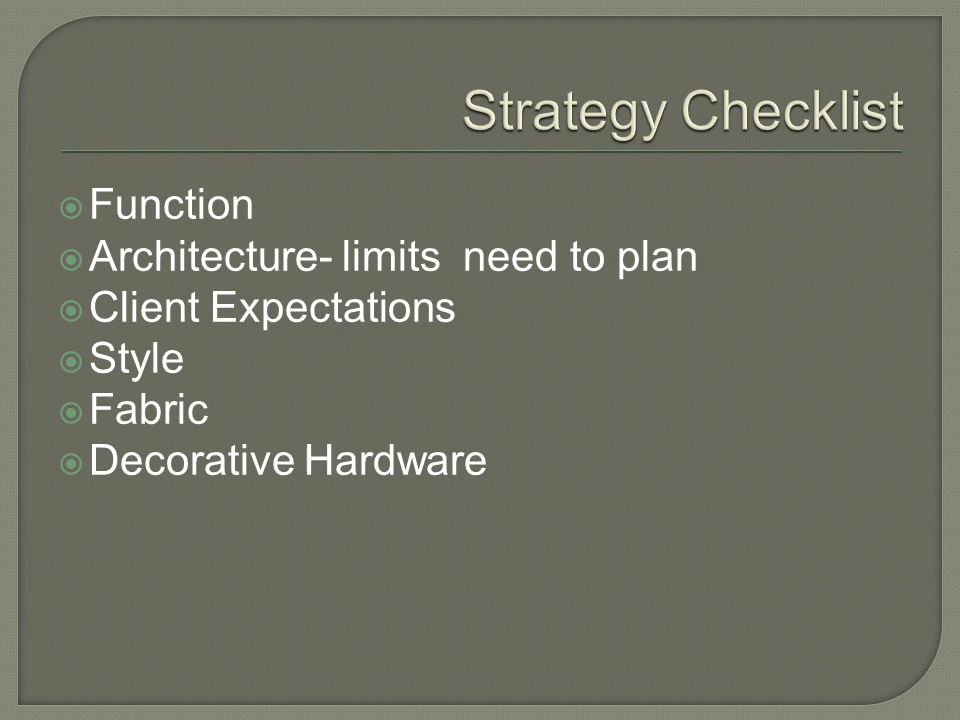 Strategy Checklist
Function
Architecture- limits  need to plan
Client Expectations
Style
Fabric
Decorative Hardware